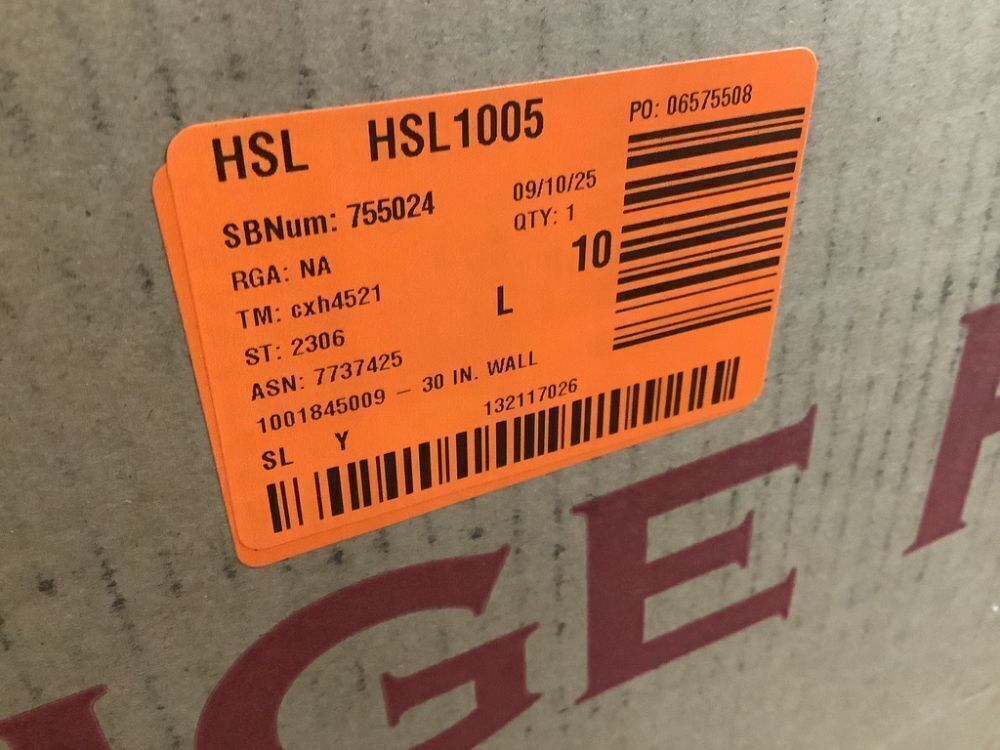 HSL HSL1005
PO: 06575508
SBNum: 755024
09/10/25
QTY: 1
RGA: NA
10
TM: cxh4521
L
ST: 2306
ASN: 7737425
1001845009 - 30 IN. WALL
132117026
SL Y
GE